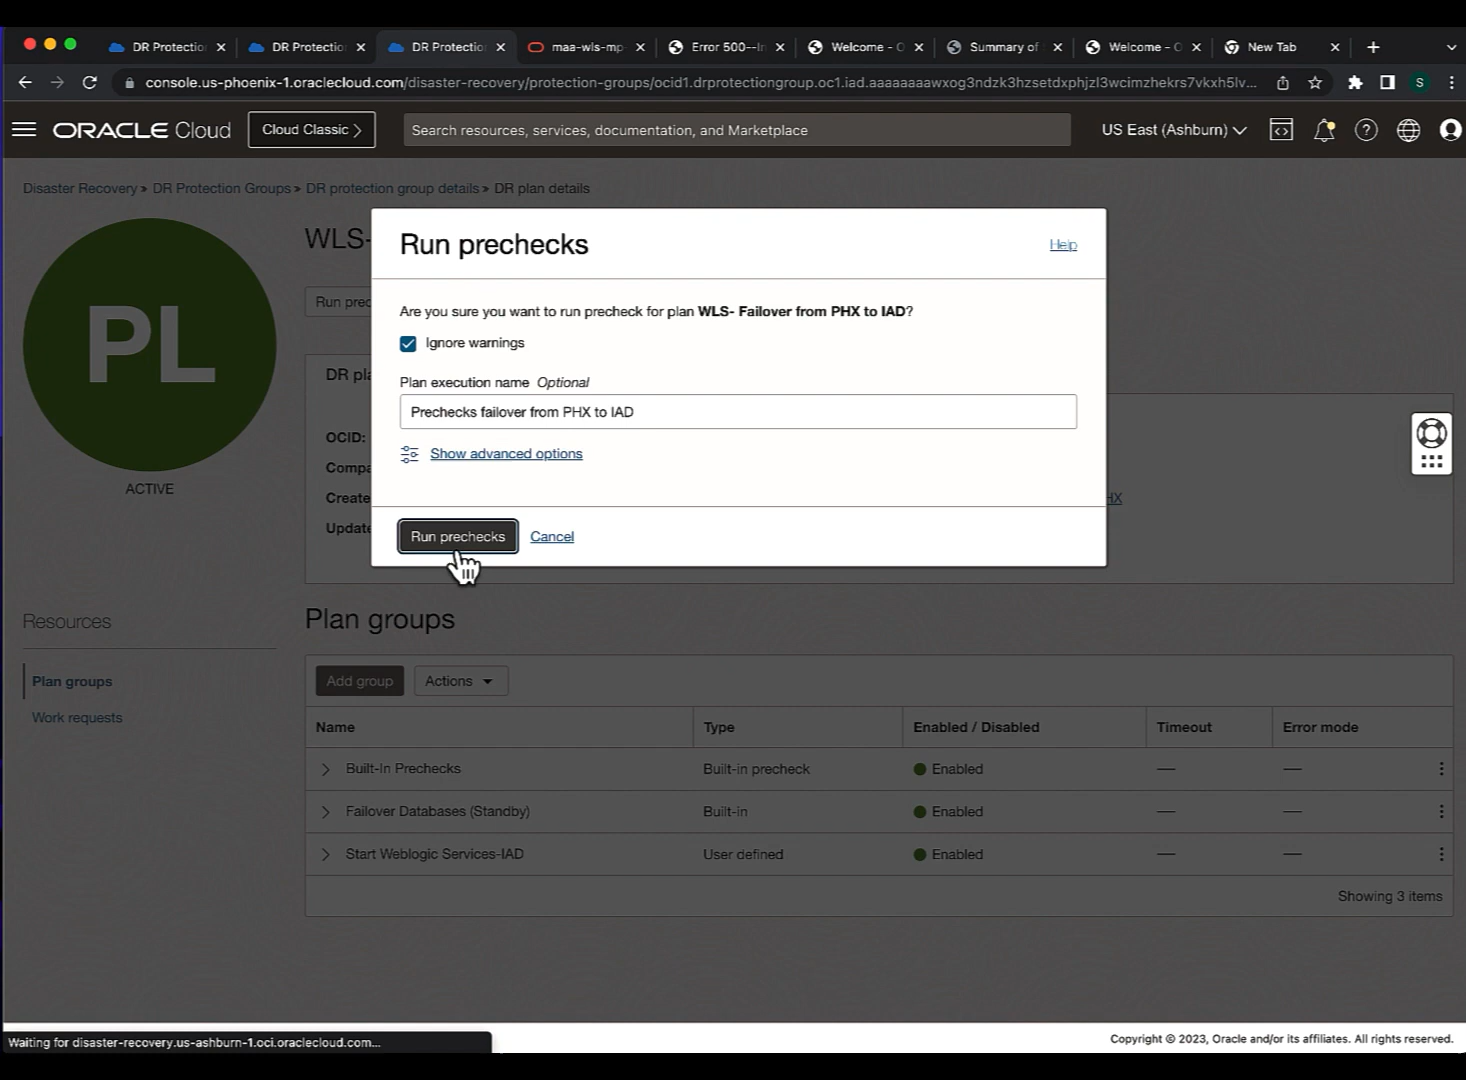 DR Protectio
DR Protectio
DR Protectio
maa-wls-mp
Error 500--In
Welcome - O
Summary of
Welcome - O
New Tab
console.us-phoenix-1.oraclecloud.com/disaster-recovery/protection-groups/ocid1.drprotectiongroup.oc1.iad.aaaaaaaawxog3ndzk3hzsetdxphjzl3wcimzhekrs7vkxh5lv...
S
ORACLE Cloud
Cloud Classic >
Search resources, services, documentation, and Marketplace
US East (Ashburn)
Disaster Recovery » DR Protection Groups » DR protection group details » DR plan details
PL
ACTIVE
WLS-
Run prec
DR pla
OCID:
Compa
Create
Update
HX
Run prechecks
Help
Are you sure you want to run precheck for plan WLS- Failover from PHX to IAD?
Ignore warnings
Plan execution name Optional
Prechecks failover from PHX to IAD
Show advanced options
Run prechecks
Cancel
Resources
Plan groups
Work requests
Plan groups
Add group
Actions
Name Type Enabled / Disabled Timeout Error mode
Built-In Prechecks Built-in precheck Enabled — —
Failover Databases (Standby) Built-in Enabled — —
Start Weblogic Services-IAD User defined Enabled — —
Showing 3 items
Waiting for disaster-recovery.us-ashburn-1.oci.oraclecloud.com...
Copyright © 2023, Oracle and/or its affiliates. All rights reserved.